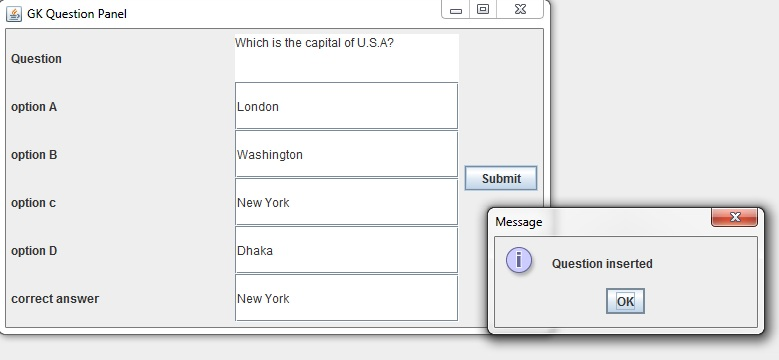 GK Question Panel
Question
Which is the capital of U.S.A?
option A
London
option B
Washington
Submit
option c
New York
Message
Question inserted
OK
option D
Dhaka
correct answer
New York